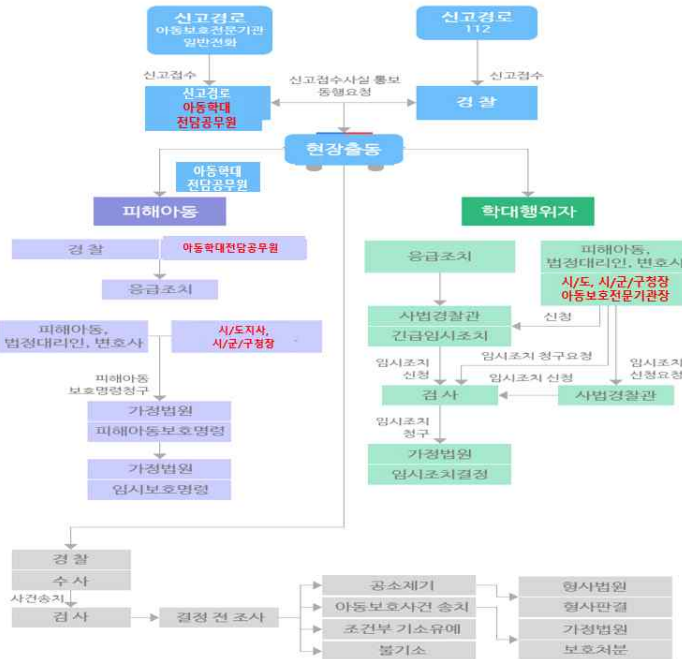 신고경로
아동보호전문기관
일반전화
신고경로
112
신고접수
신고접수사실 통보
동행요청
신고접수
신고경로
아동학대
전담공무원
경 찰
현장출동
아동학대
전담공무원
피해아동
학대행위자
경 찰
아동학대전담공무원
응급조치
피해아동,
법정대리인, 변호사
시/도지사,
시/군/구청장
피해아동
보호명령청구
가정법원
피해아동보호명령
가정법원
임시보호명령
응급조치
피해아동,
법정대리인, 변호사
시/도, 시/군/구청장
아동보호전문기관장
사법경찰관
긴급임시조치
신청
임시조치
신청
임시조치 청구요청
임시조치
신청요청
검 사
임시조치 신청
사법경찰관
임시조치
청구
가정법원
임시조치결정
경 찰
수 사
사건송치
검 사
결정 전 조사
공소제기
아동보호사건 송치
조건부 기소유예
불기소
형사법원
형사판결
가정법원
보호처분